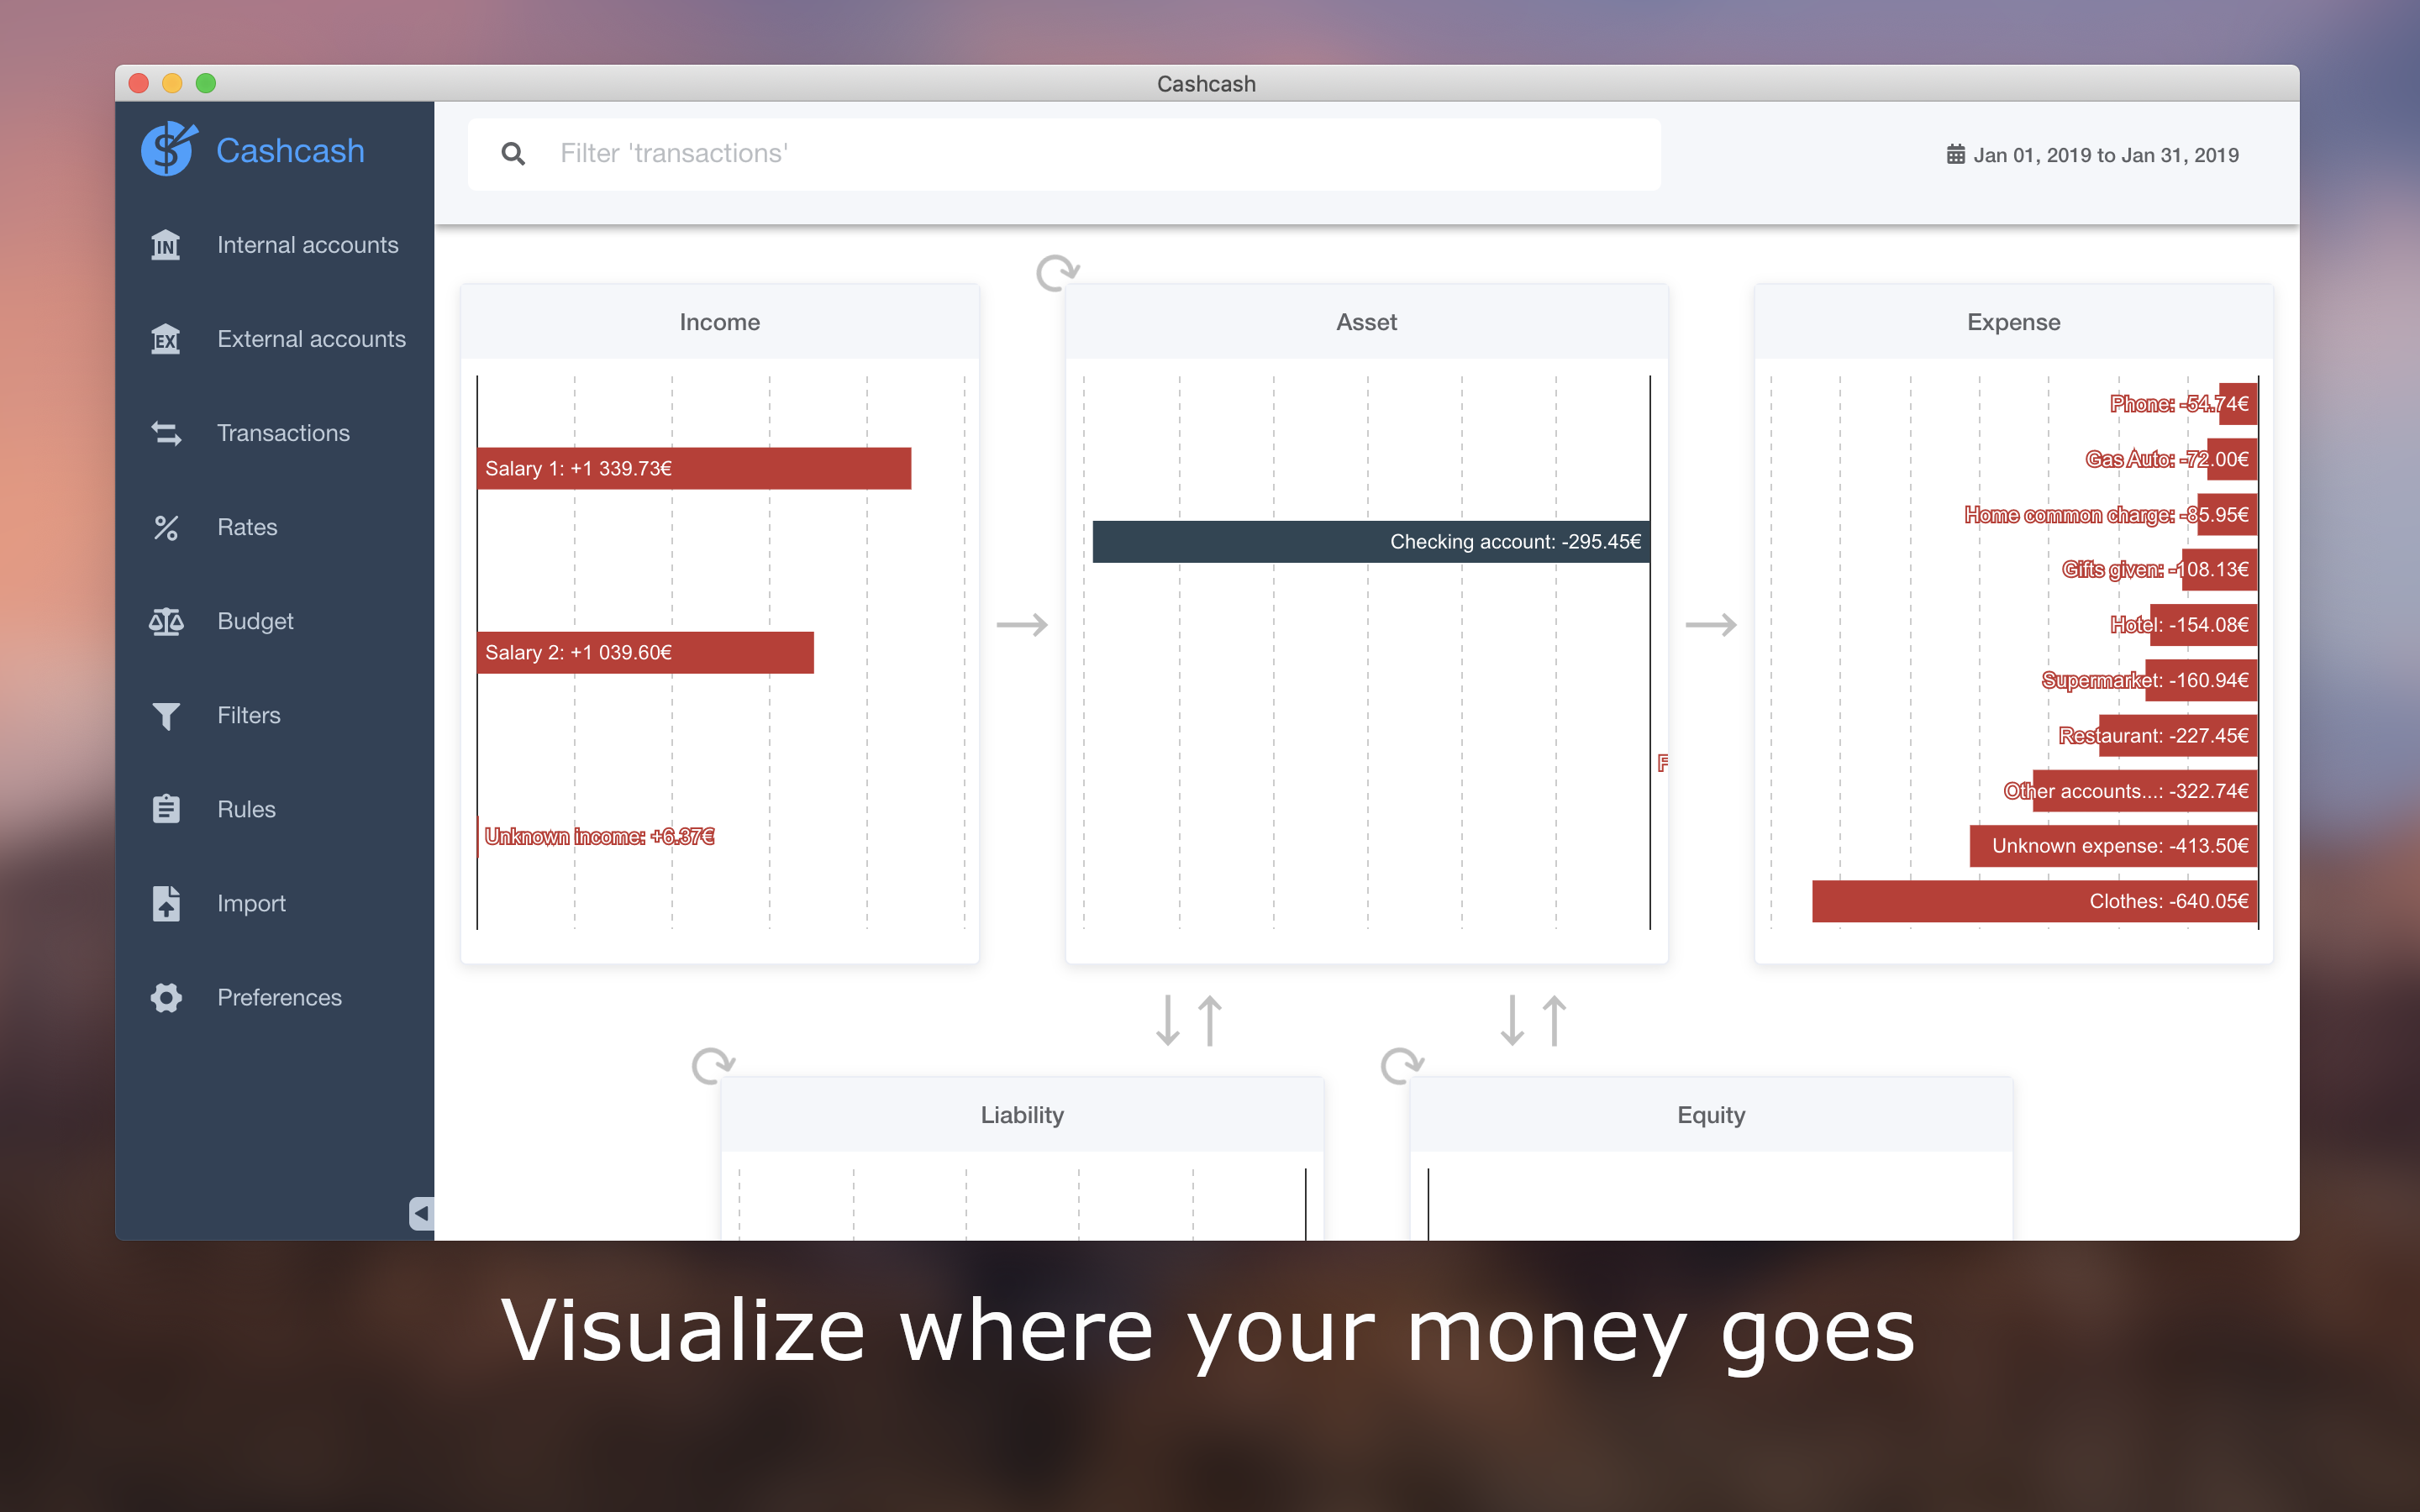 Cashcash
Cashcash
Filter 'transactions'
Jan 01, 2019 to Jan 31, 2019
IN Internal accounts
EX External accounts
Transactions
Rates
Budget
Filters
Rules
Import
Preferences
Income
Salary 1: +1 339.73€
Salary 2: +1 039.60€
Unknown income: +6.37€
Asset
Checking account: -295.45€
F
Expense
Phone: -54.74€
Gas Auto: -72.00€
Home common charge: -85.95€
Gifts given: -108.13€
Hotel: -154.08€
Supermarket: -160.94€
Restaurant: -227.45€
Other accounts...: -322.74€
Unknown expense: -413.50€
Clothes: -640.05€
Liability
Equity
Visualize where your money goes